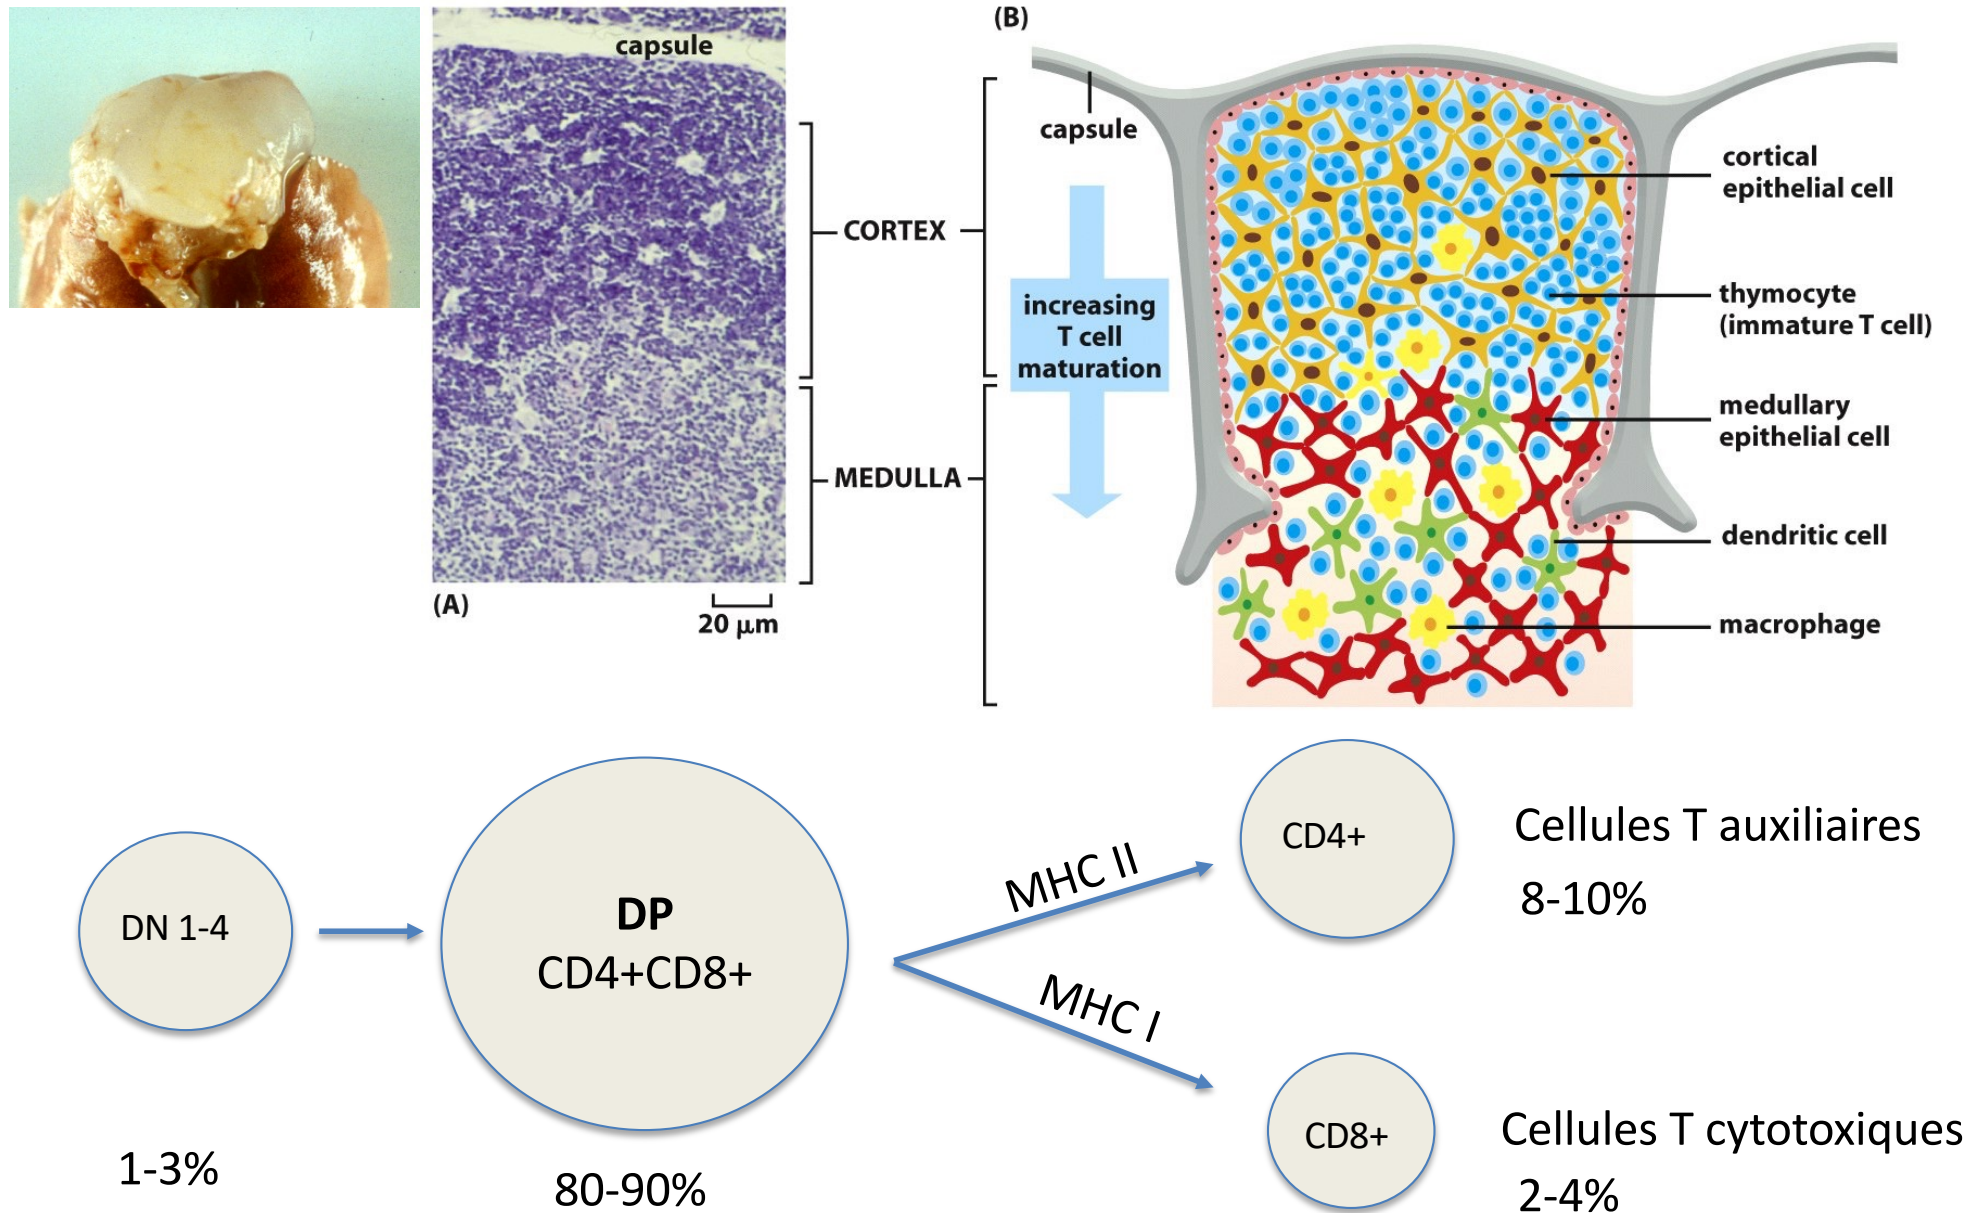 capsule
CORTEX
MEDULLA
(A)
20 μm
(B)
capsule
increasing
T cell
maturation
cortical
epithelial cell
thymocyte
(immature T cell)
medullary
epithelial cell
dendritic cell
macrophage
DN 1-4
1-3%
DP
CD4+CD8+
80-90%
MHC II
MHC I
CD4+
Cellules T auxiliaires
8-10%
CD8+
Cellules T cytotoxiques
2-4%